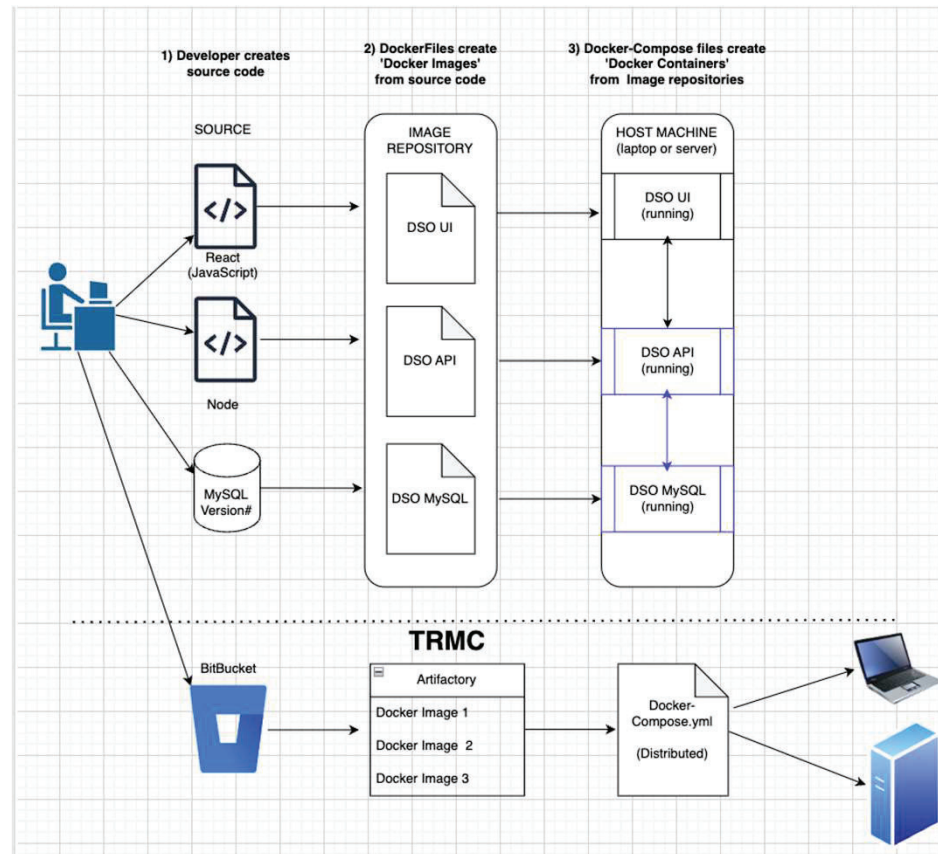 1) Developer creates
source code
2) DockerFiles create
'Docker Images'
from source code
3) Docker-Compose files create
'Docker Containers'
from Image repositories
SOURCE
IMAGE
REPOSITORY
HOST MACHINE
(laptop or server)
</>
React
(JavaScript)
DSO UI
DSO UI
(running)
</>
Node
DSO API
DSO API
(running)
MySQL
Version#
DSO MySQL
DSO MySQL
(running)
TRMC
BitBucket
Artifactory
Docker Image 1
Docker Image 2
Docker Image 3
Docker-
Compose.yml
(Distributed)